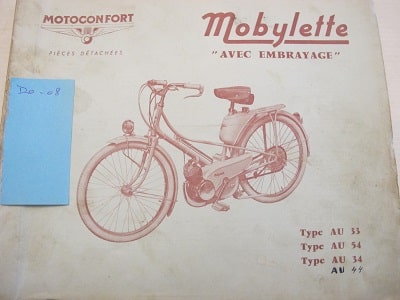 MOTOCONFORT
PIÈCES DÉTACHÉES
Mobylette
"AVEC EMBRAYAGE"
Type AU 33
Type AU 54
Type AU 34
AU 44